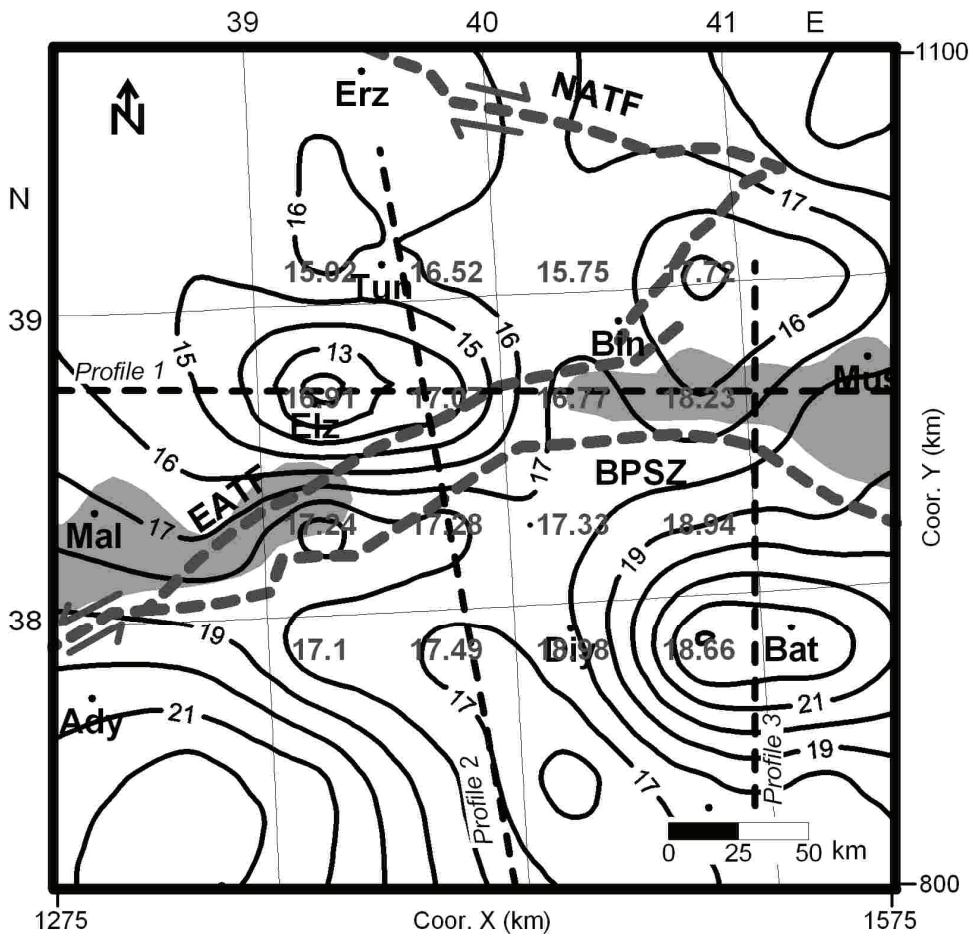 39 40 41 E
1100
N
Erz
NATF
N
17
16
15.02 16.52 15.75 17.72
Tun
39
16
16
15
15
Bin
13
Profile 1
Mus
16.91 17.07 16.77 18.23
Elz
16
17
BPSZ
EATF
17
Mal
17.24 17.28 17.33 18.94
Coor. Y (km)
19
38
19
17.1 17.49 18.98 18.66
Diy
Bat
17
21
Ady
21
19
Profile 3
17
Profile 2
0 25 50 km
800
1275 Coor. X (km) 1575